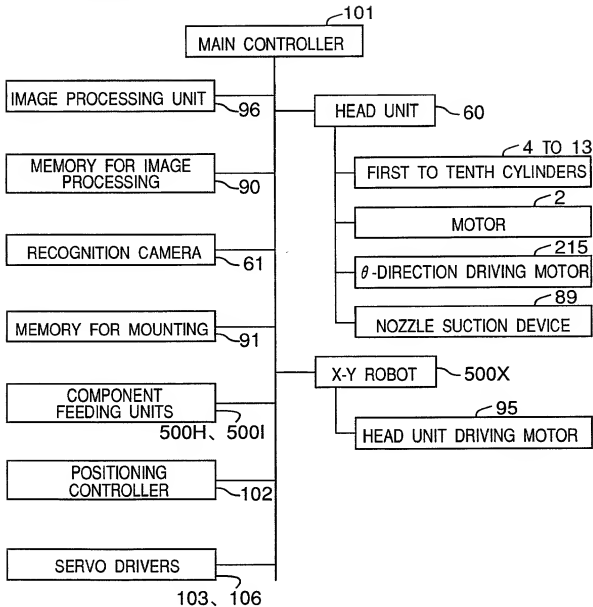 101
MAIN CONTROLLER
IMAGE PROCESSING UNIT
96
MEMORY FOR IMAGE
PROCESSING
90
RECOGNITION CAMERA
61
MEMORY FOR MOUNTING
91
COMPONENT
FEEDING UNITS
500H、500I
POSITIONING
CONTROLLER
102
SERVO DRIVERS
103、106
HEAD UNIT
60
4 TO 13
FIRST TO TENTH CYLINDERS
2
MOTOR
215
θ-DIRECTION DRIVING MOTOR
89
NOZZLE SUCTION DEVICE
X-Y ROBOT
500X
95
HEAD UNIT DRIVING MOTOR